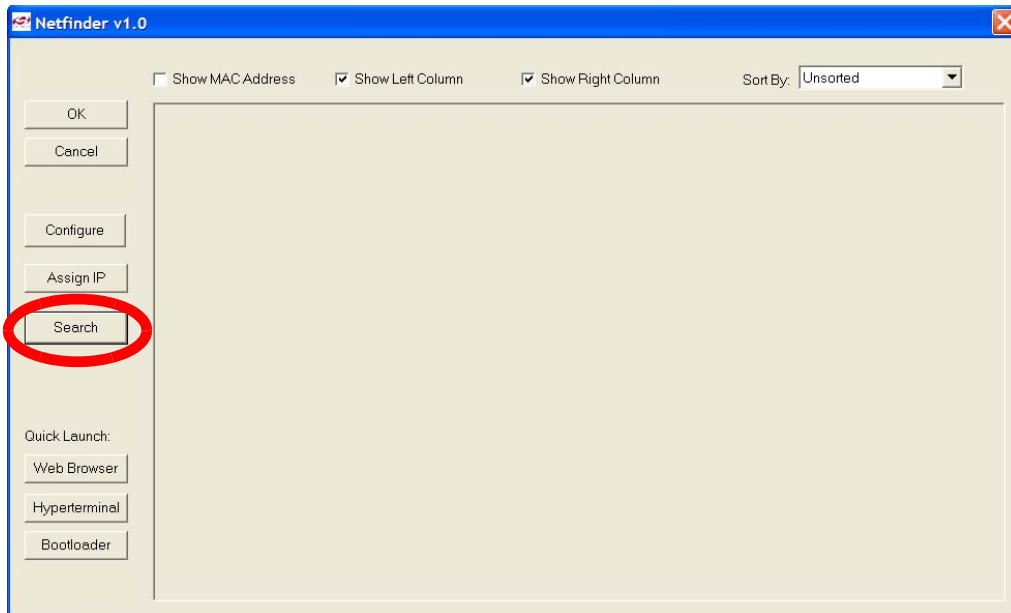 Netfinder v1.0
Show MAC Address Show Left Column Show Right Column Sort By: Unsorted
OK
Cancel
Configure
Assign IP
Search
Quick Launch:
Web Browser
Hyperterminal
Bootloader